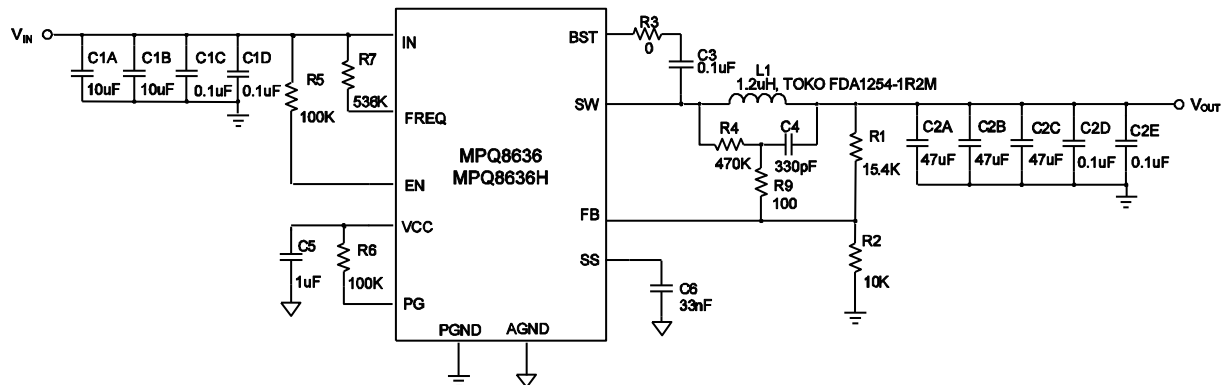 V_IN
C1A
10uF
C1B
10uF
C1C
0.1uF
C1D
0.1uF
R5
100K
R7
536K
IN
FREQ
EN
VCC
PG
MPQ8636
MPQ8636H
PGND
AGND
C5
1uF
R6
100K
BST
SW
FB
SS
R3
0
C3
0.1uF
L1
1.2uH, TOKO FDA1254-1R2M
R4
470K
C4
330pF
R9
100
R1
15.4K
R2
10K
C6
33nF
C2A
47uF
C2B
47uF
C2C
47uF
C2D
0.1uF
C2E
0.1uF
V_OUT